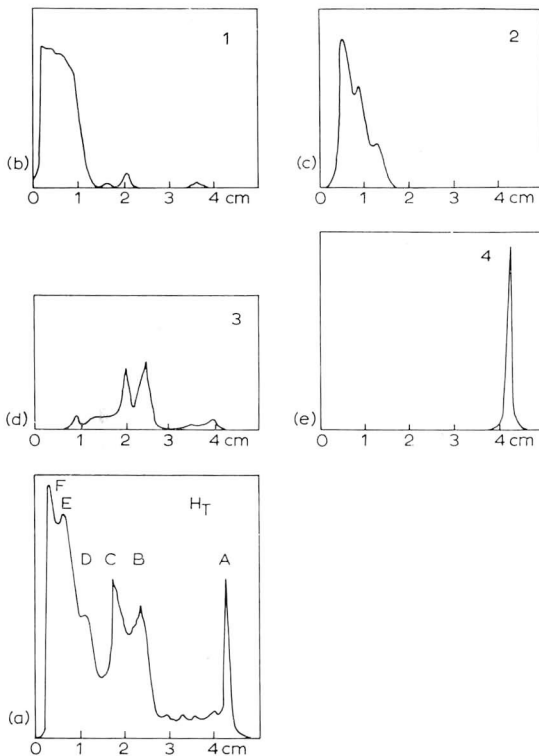 1
(b)
0 1 2 3 4 cm
2
(c)
0 1 2 3 4 cm
3
(d)
0 1 2 3 4 cm
4
(e)
0 1 2 3 4 cm
F
E
D C B A
H_T
(a)
0 1 2 3 4 cm